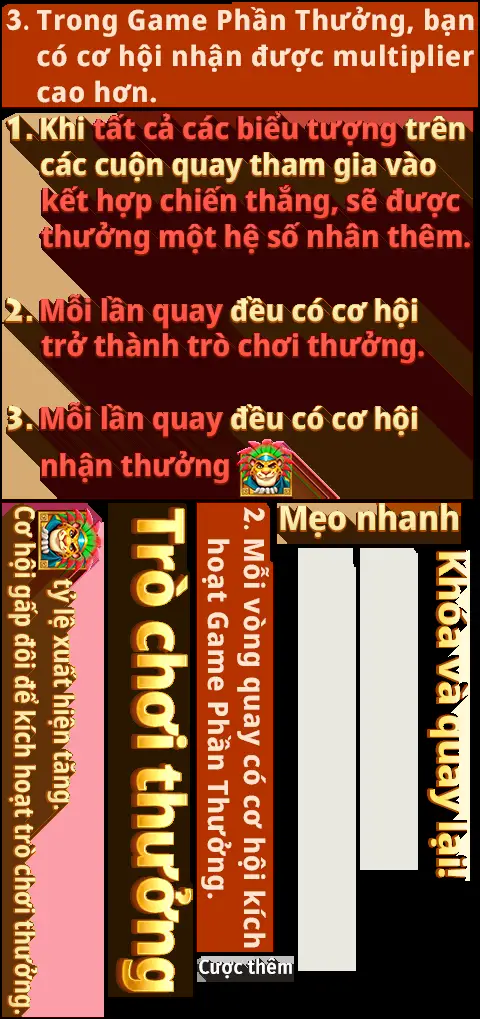 3. Trong Game Phần Thưởng, bạn
có cơ hội nhận được multiplier
cao hơn.
1. Khi tất cả các biểu tượng trên
các cuộn quay tham gia vào
kết hợp chiến thắng, sẽ được
thưởng một hệ số nhân thêm.
2. Mỗi lần quay đều có cơ hội
trở thành trò chơi thưởng.
3. Mỗi lần quay đều có cơ hội
nhận thưởng
tỷ lệ xuất hiện tăng.
Cơ hội gấp đôi để kích hoạt trò chơi thưởng.
Trò chơi thưởng
2. Mỗi vòng quay có cơ hội kích
hoạt Game Phần Thưởng.
Mẹo nhanh
Khóa và quay lại!
Cược thêm